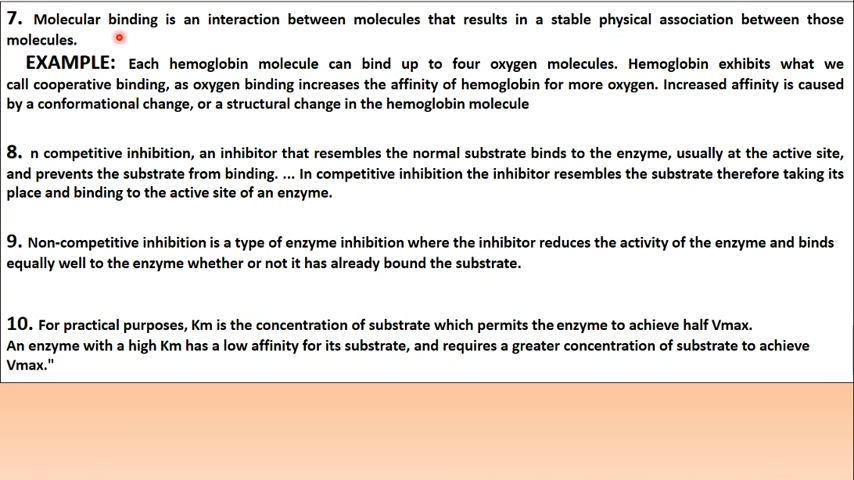 7. Molecular binding is an interaction between molecules that results in a stable physical association between those
molecules.
EXAMPLE: Each hemoglobin molecule can bind up to four oxygen molecules. Hemoglobin exhibits what we
call cooperative binding, as oxygen binding increases the affinity of hemoglobin for more oxygen. Increased affinity is caused
by a conformational change, or a structural change in the hemoglobin molecule
8. n competitive inhibition, an inhibitor that resembles the normal substrate binds to the enzyme, usually at the active site,
and prevents the substrate from binding. ... In competitive inhibition the inhibitor resembles the substrate therefore taking its
place and binding to the active site of an enzyme.
9. Non-competitive inhibition is a type of enzyme inhibition where the inhibitor reduces the activity of the enzyme and binds
equally well to the enzyme whether or not it has already bound the substrate.
10. For practical purposes, Km is the concentration of substrate which permits the enzyme to achieve half Vmax.
An enzyme with a high Km has a low affinity for its substrate, and requires a greater concentration of substrate to achieve
Vmax."